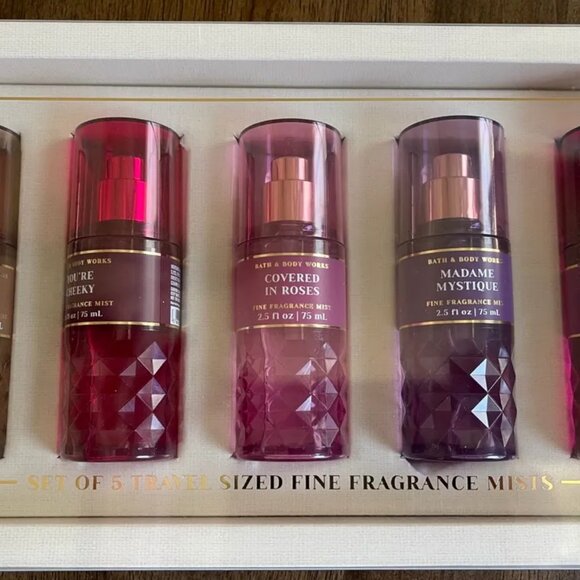 BODY WORKS
YOU'RE
CHEEKY
FRAGRANCE MIST
oz | 75 mL
BATH & BODY WORKS
COVERED
IN ROSES
FINE FRAGRANCE MIST
2.5 fl oz | 75 mL
BATH & BODY WORKS
MADAME
MYSTIQUE
FINE FRAGRANCE MIST
2.5 fl oz | 75 mL
SET OF 5 TRAVEL SIZED FINE FRAGRANCE MISTS